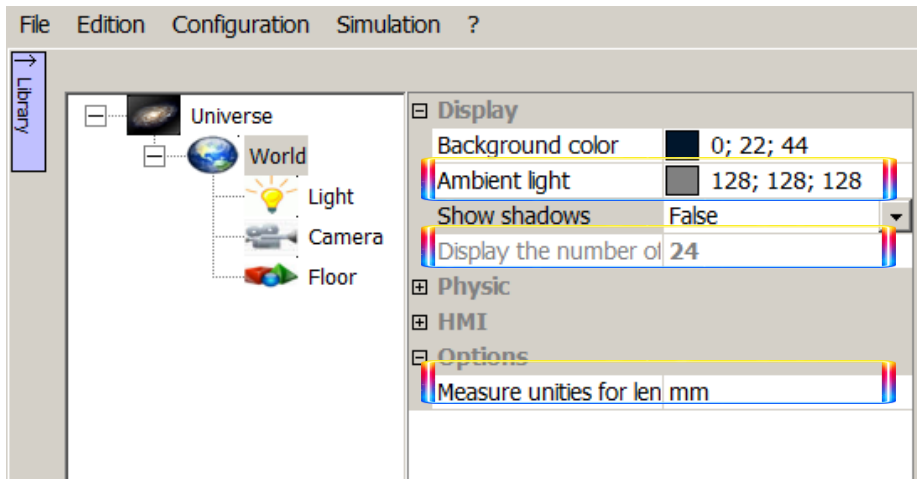 File Edition Configuration Simulation ?
↑ Library
Universe
World
Light
Camera
Floor
Display
Background color 0; 22; 44
Ambient light 128; 128; 128
Show shadows False
Display the number of 24
Physic
HMI
Options
Measure unities for len mm